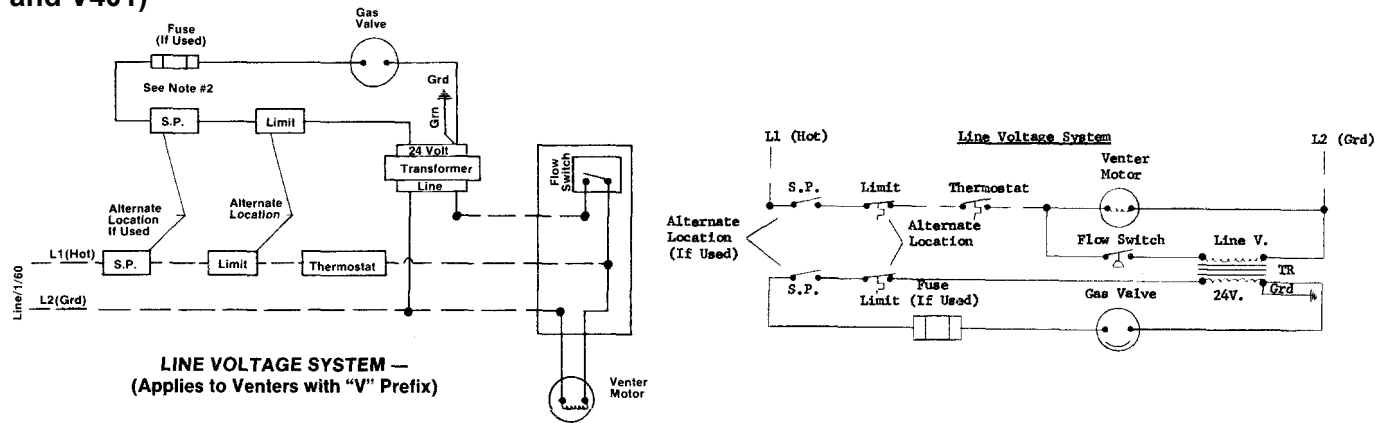 and V401)
Gas
Valve
Fuse
(If Used)
Grd
See Note #2
Grn
S.P.
Limit
24 Volt
Transformer
Line
Flow
Switch
Alternate
Location
If Used
Alternate
Location
L1(Hot)
S.P.
Limit
Thermostat
Line/1/60
L2(Grd)
LINE VOLTAGE SYSTEM —
(Applies to Venters with “V” Prefix)
Venter
Motor
L1 (Hot)
Line Voltage System
L2 (Grd)
Venter
Motor
S.P.
Limit
Thermostat
Alternate
Location
(If Used)
Alternate
Location
Flow Switch
Line V.
TR
S.P.
Limit
Fuse
(If Used)
Gas Valve
24V.
Grd